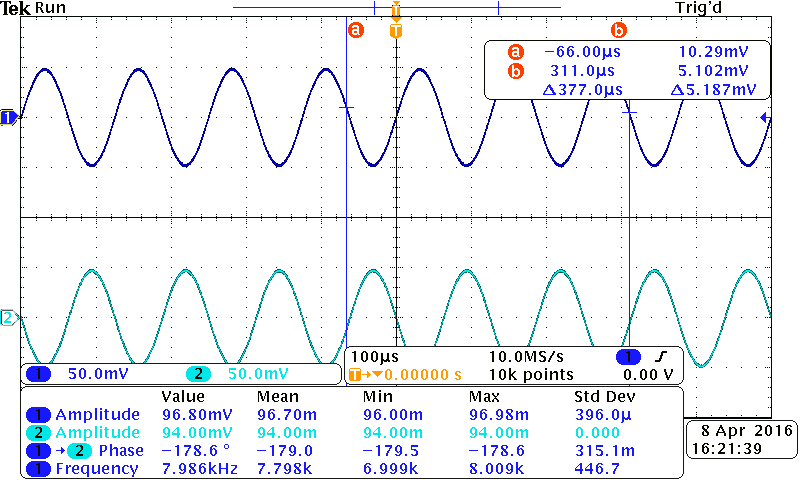 Tek Run Trig'd
T
a b
T
a −66.00µs 10.29mV
b 311.0µs 5.102mV
Δ377.0µs Δ5.187mV
1
2
1 50.0mV 2 50.0mV
100µs 10.0MS/s 1
T→▼0.00000 s 10k points 0.00 V
Value Mean Min Max Std Dev
1 Amplitude 96.80mV 96.70m 96.00m 96.98m 396.0µ
2 Amplitude 94.00mV 94.00m 94.00m 94.00m 0.000
1 → 2 Phase −178.6 ° −179.0 −179.5 −178.6 315.1m
1 Frequency 7.986kHz 7.798k 6.999k 8.009k 446.7
8 Apr 2016
16:21:39